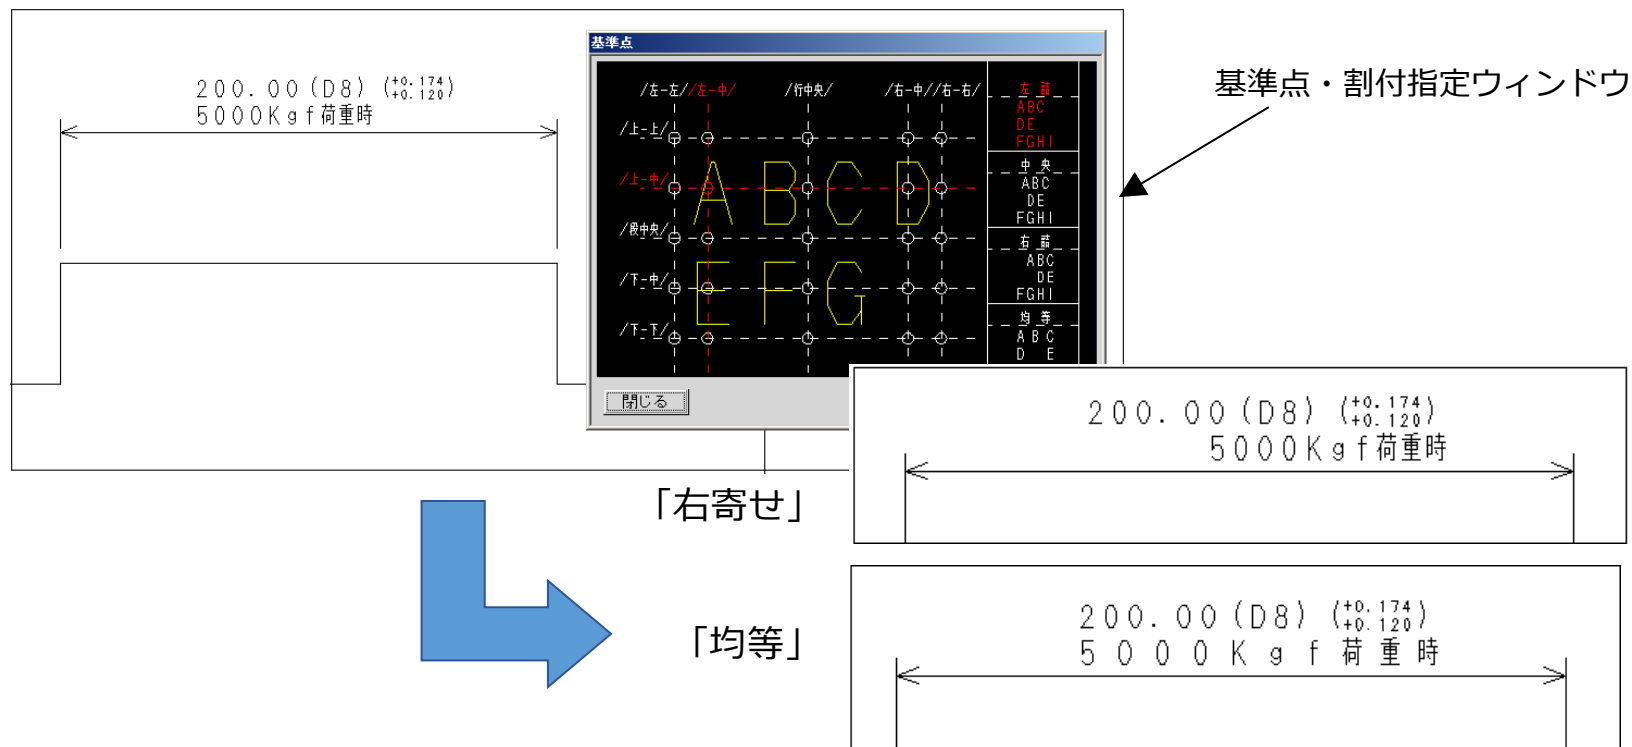 200.00(D8) (+0.174 +0.120)
5000Kgf荷重時
基準点
/左-左//左-中/ /行中央/ /右-中//右-右/
/上-上/
/上-中/
/段中央/
/下-中/
/下-下/
ABCD
EFG
左 詰
ABC
DE
FGHI
中 央
ABC
DE
FGHI
右 詰
ABC
DE
FGHI
均 等
A B C
D E
閉じる
基準点・割付指定ウィンドウ
「右寄せ」
200.00(D8) (+0.174 +0.120)
5000Kgf荷重時
「均等」
200.00(D8) (+0.174 +0.120)
5000Kgf荷重時